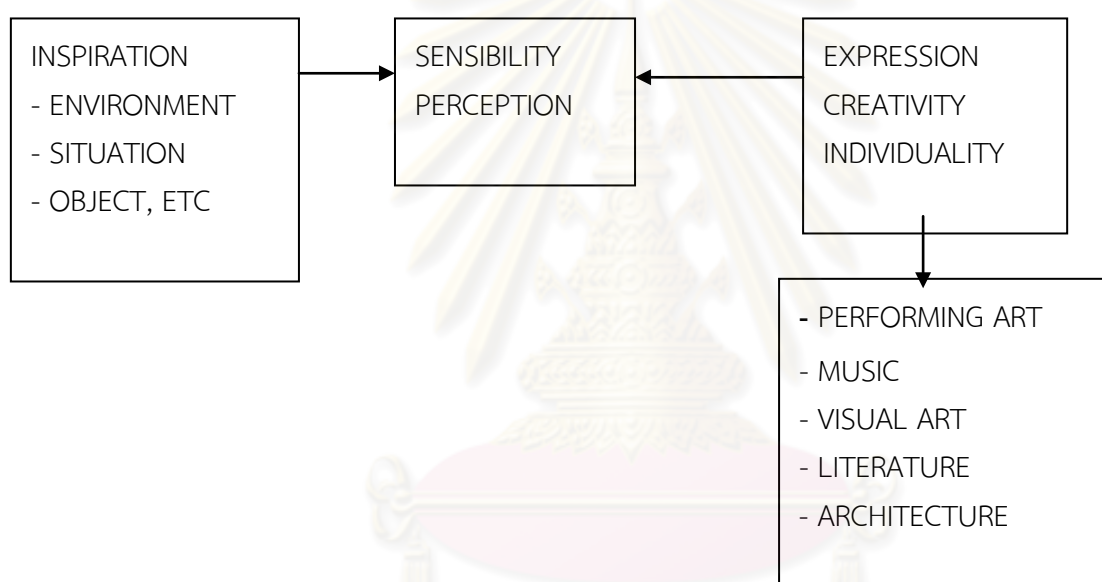 INSPIRATION
- ENVIRONMENT
- SITUATION
- OBJECT, ETC
SENSIBILITY
PERCEPTION
EXPRESSION
CREATIVITY
INDIVIDUALITY
- PERFORMING ART
- MUSIC
- VISUAL ART
- LITERATURE
- ARCHITECTURE